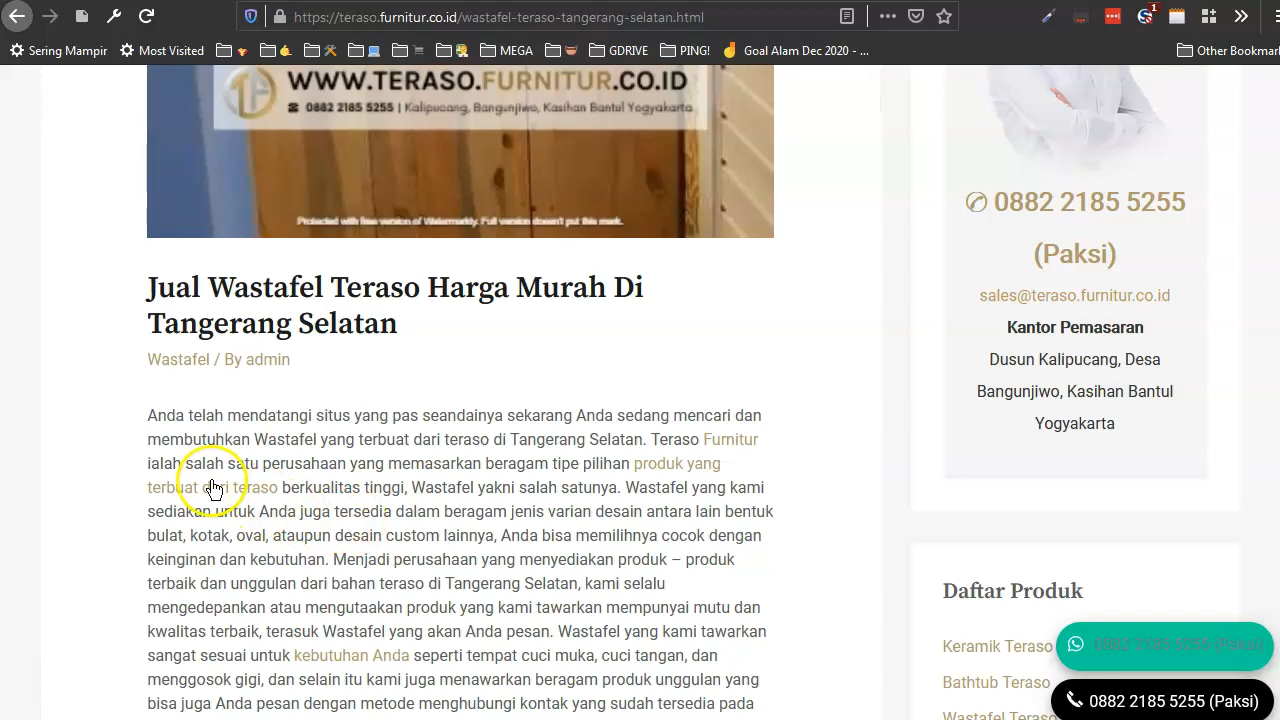 https://teraso.furnitur.co.id/wastafel-teraso-tangerang-selatan.html
Sering Mampir
Most Visited
MEGA
GDRIVE
PING!
Goal Alam Dec 2020 - ...
Other Bookmar
1
WWW.TERASO.FURNITUR.CO.ID
0882 2185 5255 | Kalipucang, Bangunjiwo, Kasihan Bantul Yogyakarta
Protected with free version of Watermarkly. Full version doesn't put this mark.
Jual Wastafel Teraso Harga Murah Di
Tangerang Selatan
Wastafel / By admin
Anda telah mendatangi situs yang pas seandainya sekarang Anda sedang mencari dan
membutuhkan Wastafel yang terbuat dari teraso di Tangerang Selatan. Teraso Furnitur
ialah salah satu perusahaan yang memasarkan beragam tipe pilihan produk yang
terbuat dari teraso berkualitas tinggi, Wastafel yakni salah satunya. Wastafel yang kami
sediakan untuk Anda juga tersedia dalam beragam jenis varian desain antara lain bentuk
bulat, kotak, oval, ataupun desain custom lainnya, Anda bisa memilihnya cocok dengan
keinginan dan kebutuhan. Menjadi perusahaan yang menyediakan produk – produk
terbaik dan unggulan dari bahan teraso di Tangerang Selatan, kami selalu
mengedepankan atau mengutaakan produk yang kami tawarkan mempunyai mutu dan
kwalitas terbaik, terasuk Wastafel yang akan Anda pesan. Wastafel yang kami tawarkan
sangat sesuai untuk kebutuhan Anda seperti tempat cuci muka, cuci tangan, dan
menggosok gigi, dan selain itu kami juga menawarkan beragam produk unggulan yang
bisa juga Anda pesan dengan metode menghubungi kontak yang sudah tersedia pada
0882 2185 5255
(Paksi)
sales@teraso.furnitur.co.id
Kantor Pemasaran
Dusun Kalipucang, Desa
Bangunjiwo, Kasihan Bantul
Yogyakarta
Daftar Produk
Keramik Teraso
Bathtub Teraso
Wastafel Teraso
0882 2185 5255 (Paksi)
0882 2185 5255 (Paksi)